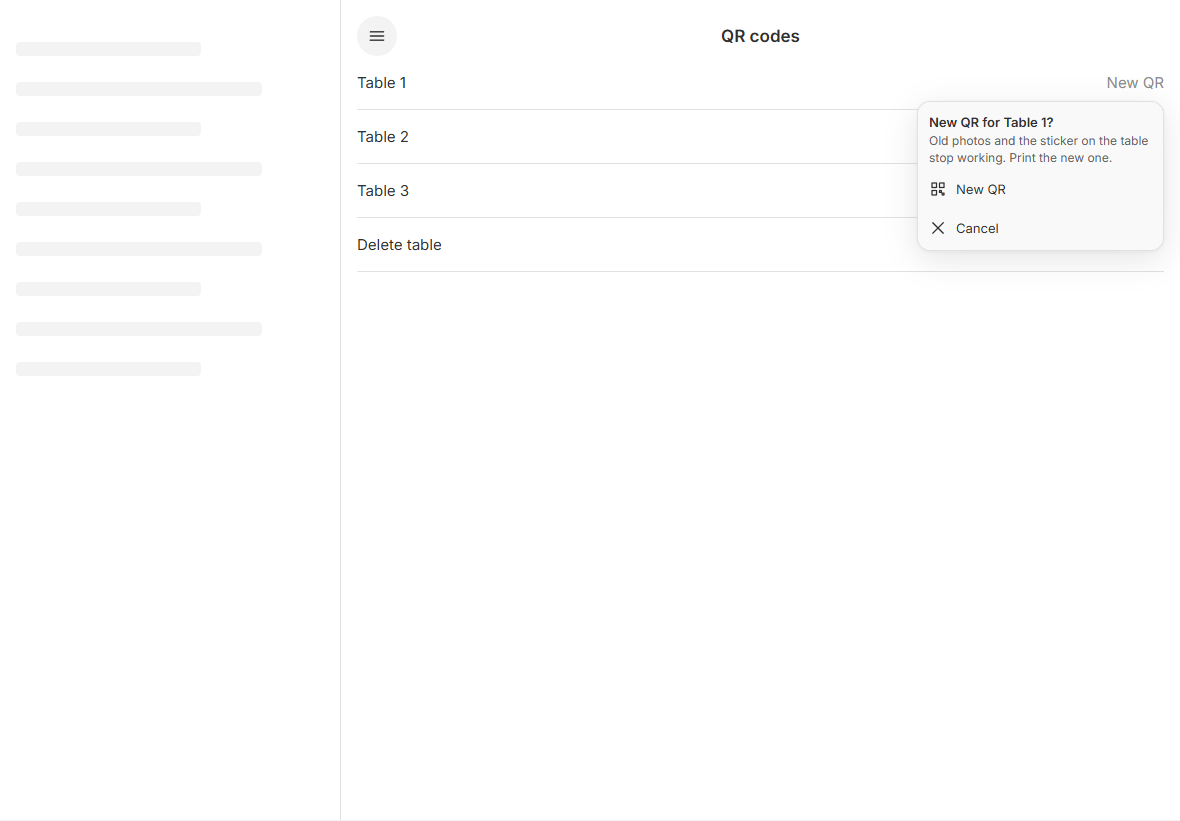 QR codes
Table 1
New QR
New QR for Table 1?
Old photos and the sticker on the table
stop working. Print the new one.
New QR
Cancel
Table 2
Table 3
Delete table